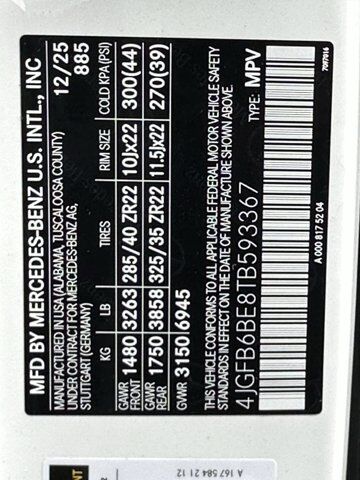 MFD BY MERCEDES-BENZ U.S. INTL., INC
MANUFACTURED IN USA (ALABAMA, TUSCALOOSA COUNTY) 12/25
UNDER CONTRACT FOR MERCEDES-BENZ AG, 885
STUTTGART (GERMANY)
KG LB TIRES RIM SIZE COLD KPA(PSI)
GAWR FRONT 1480 3263 285/40 ZR22 10Jx22 300(44)
GAWR REAR 1750 3858 325/35 ZR22 11.5Jx22 270(39)
GVWR 3150 6945
THIS VEHICLE CONFORMS TO ALL APPLICABLE FEDERAL MOTOR VEHICLE SAFETY
STANDARDS IN EFFECT ON THE DATE OF MANUFACTURE SHOWN ABOVE.
4JGFB6BE8TB593367 TYPE: MPV
A 000 817 52 04
A 167 584 21 12